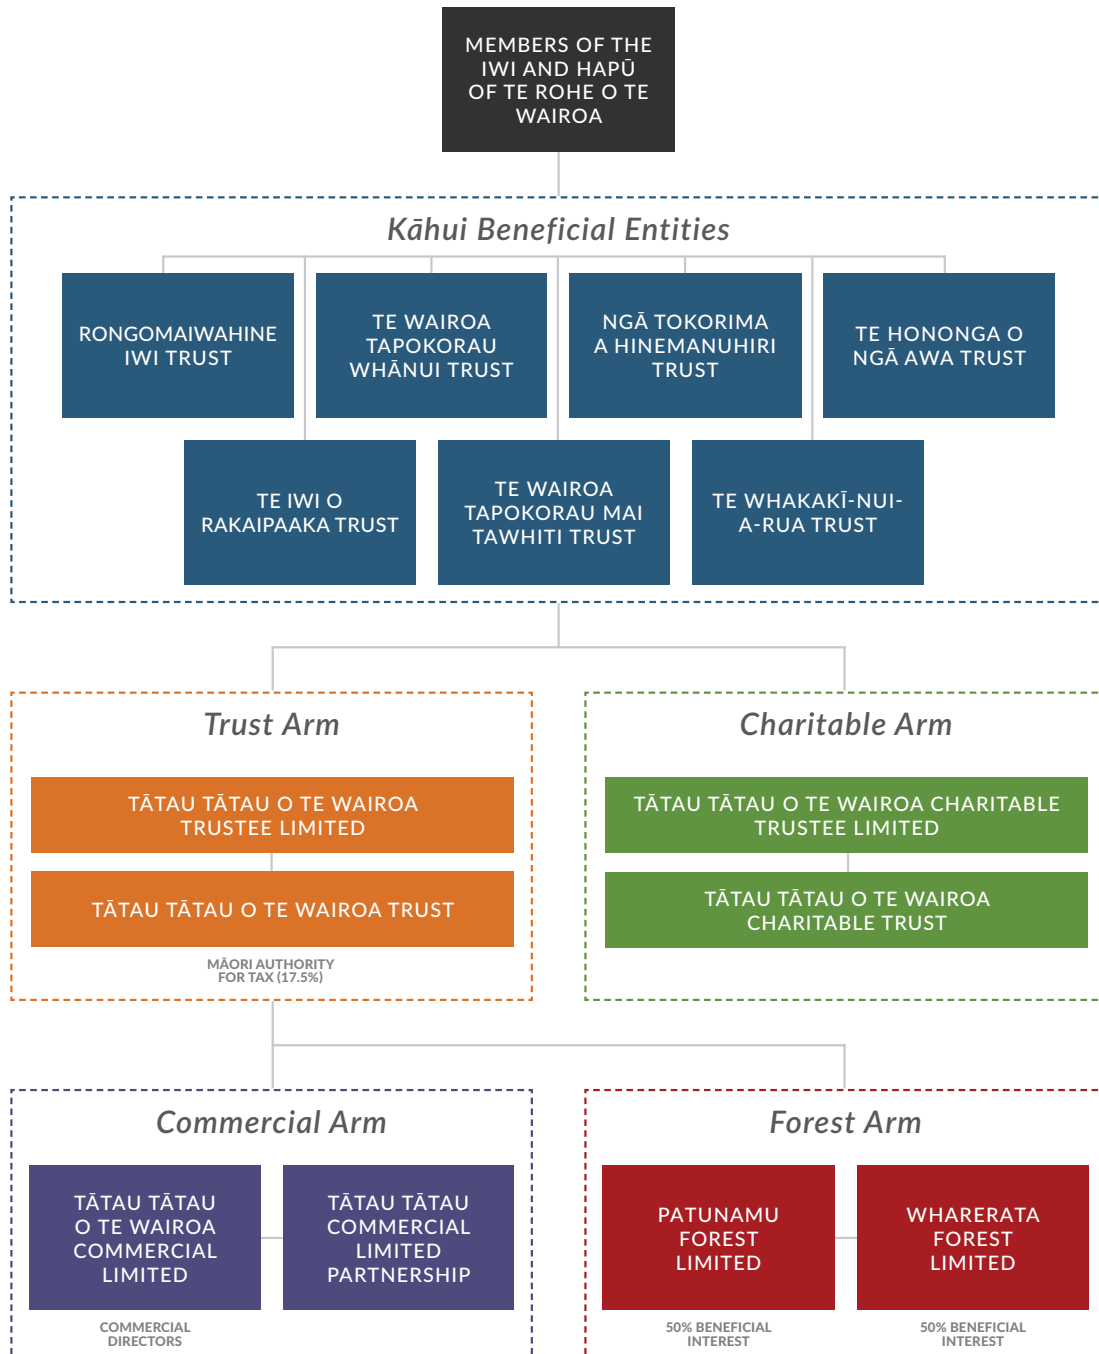 MEMBERS OF THE
IWI AND HAPŪ
OF TE ROHE O TE
WAIROA
Kāhui Beneficial Entities
RONGOMAIWAHINE
IWI TRUST
TE WAIROA
TAPOKORAU
WHĀNUI TRUST
NGĀ TOKORIMA
A HINEMANUHIRI
TRUST
TE HONONGA O
NGĀ AWA TRUST
TE IWI O
RAKAIPAAKA TRUST
TE WAIROA
TAPOKORAU MAI
TAWHITI TRUST
TE WHAKAKĪ-NUI-
A-RUA TRUST
Trust Arm
TĀTAU TĀTAU O TE WAIROA
TRUSTEE LIMITED
TĀTAU TĀTAU O TE WAIROA TRUST
MĀORI AUTHORITY
FOR TAX (17.5%)
Charitable Arm
TĀTAU TĀTAU O TE WAIROA CHARITABLE
TRUSTEE LIMITED
TĀTAU TĀTAU O TE WAIROA
CHARITABLE TRUST
Commercial Arm
TĀTAU TĀTAU
O TE WAIROA
COMMERCIAL
LIMITED
COMMERCIAL
DIRECTORS
TĀTAU TĀTAU
COMMERCIAL
LIMITED
PARTNERSHIP
Forest Arm
PATUNAMU
FOREST
LIMITED
50% BENEFICIAL
INTEREST
WHARERATA
FOREST
LIMITED
50% BENEFICIAL
INTEREST